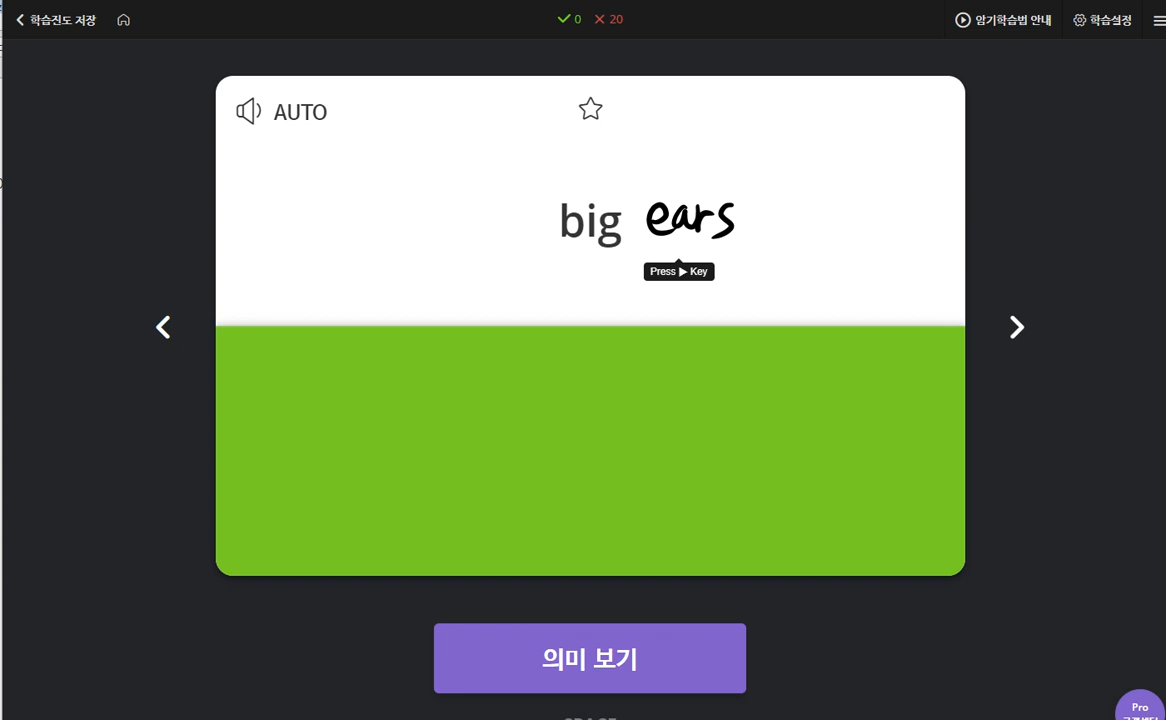 학습진도 저장
0 20
암기학습법 안내
학습설정
AUTO
big ears
Press ▶ Key
의미 보기
Pro